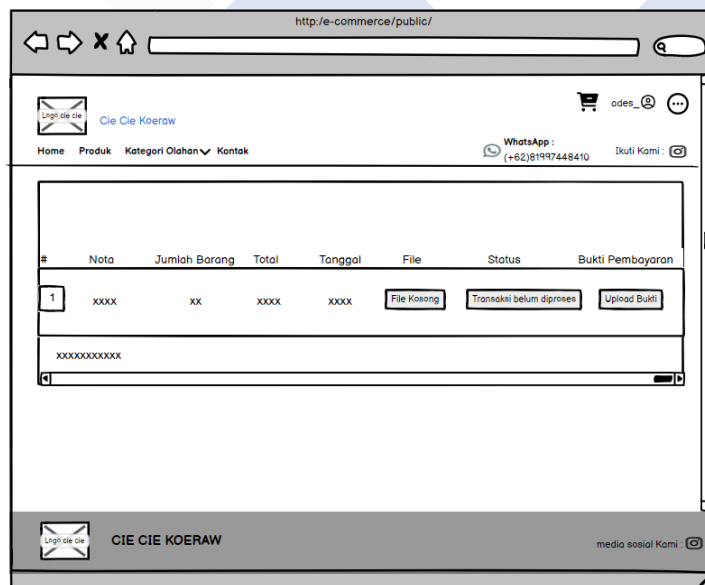 http:/e-commerce/public/
Logo cie cie
Cie Cie Koeraw
odes_
Home Produk Kategori Olahan Kontak
WhatsApp :
(+62)81997448410
Ikuti Kami :
# Nota Jumlah Barang Total Tanggal File Status Bukti Pembayaran
1 xxxx xx xxxx xxxx File Kosong Transaksi belum diproses Upload Bukti
xxxxxxxxxxx
Logo cie cie
CIE CIE KOERAW
media sosial Kami :